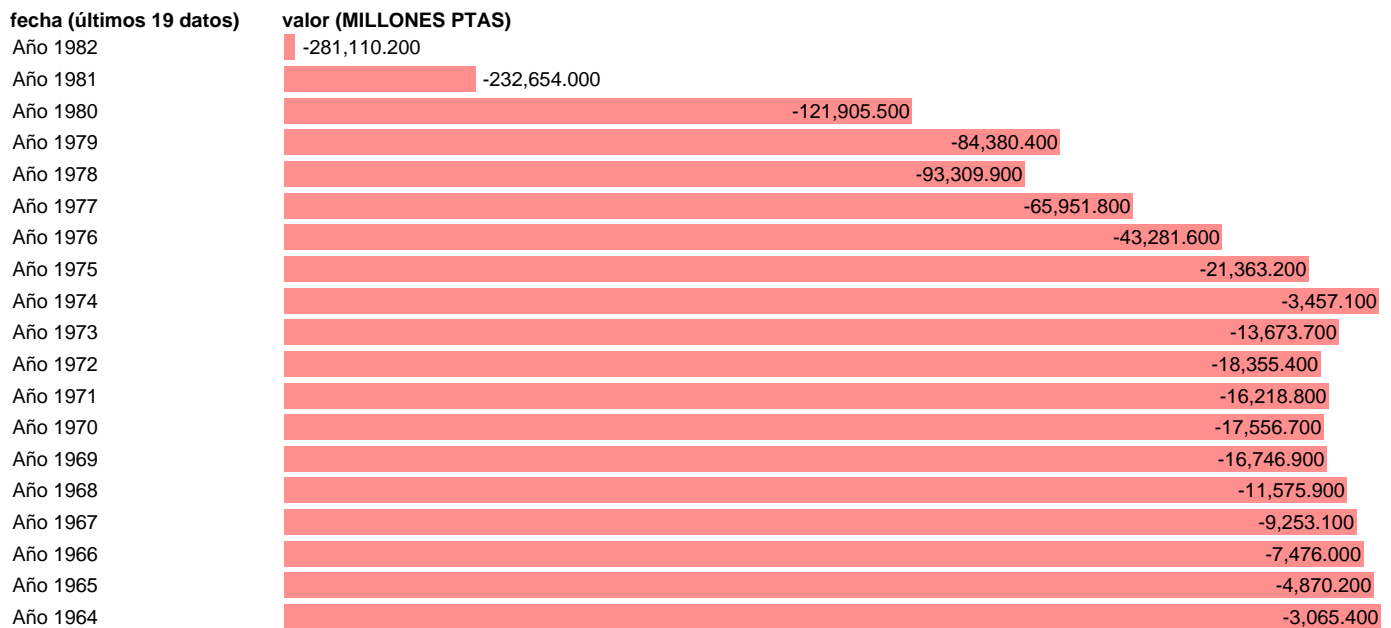 fecha (últimos 19 datos) valor (MILLONES PTAS)
Año 1982 -281,110.200
Año 1981 -232,654.000
Año 1980 -121,905.500
Año 1979 -84,380.400
Año 1978 -93,309.900
Año 1977 -65,951.800
Año 1976 -43,281.600
Año 1975 -21,363.200
Año 1974 -3,457.100
Año 1973 -13,673.700
Año 1972 -18,355.400
Año 1971 -16,218.800
Año 1970 -17,556.700
Año 1969 -16,746.900
Año 1968 -11,575.900
Año 1967 -9,253.100
Año 1966 -7,476.000
Año 1965 -4,870.200
Año 1964 -3,065.400